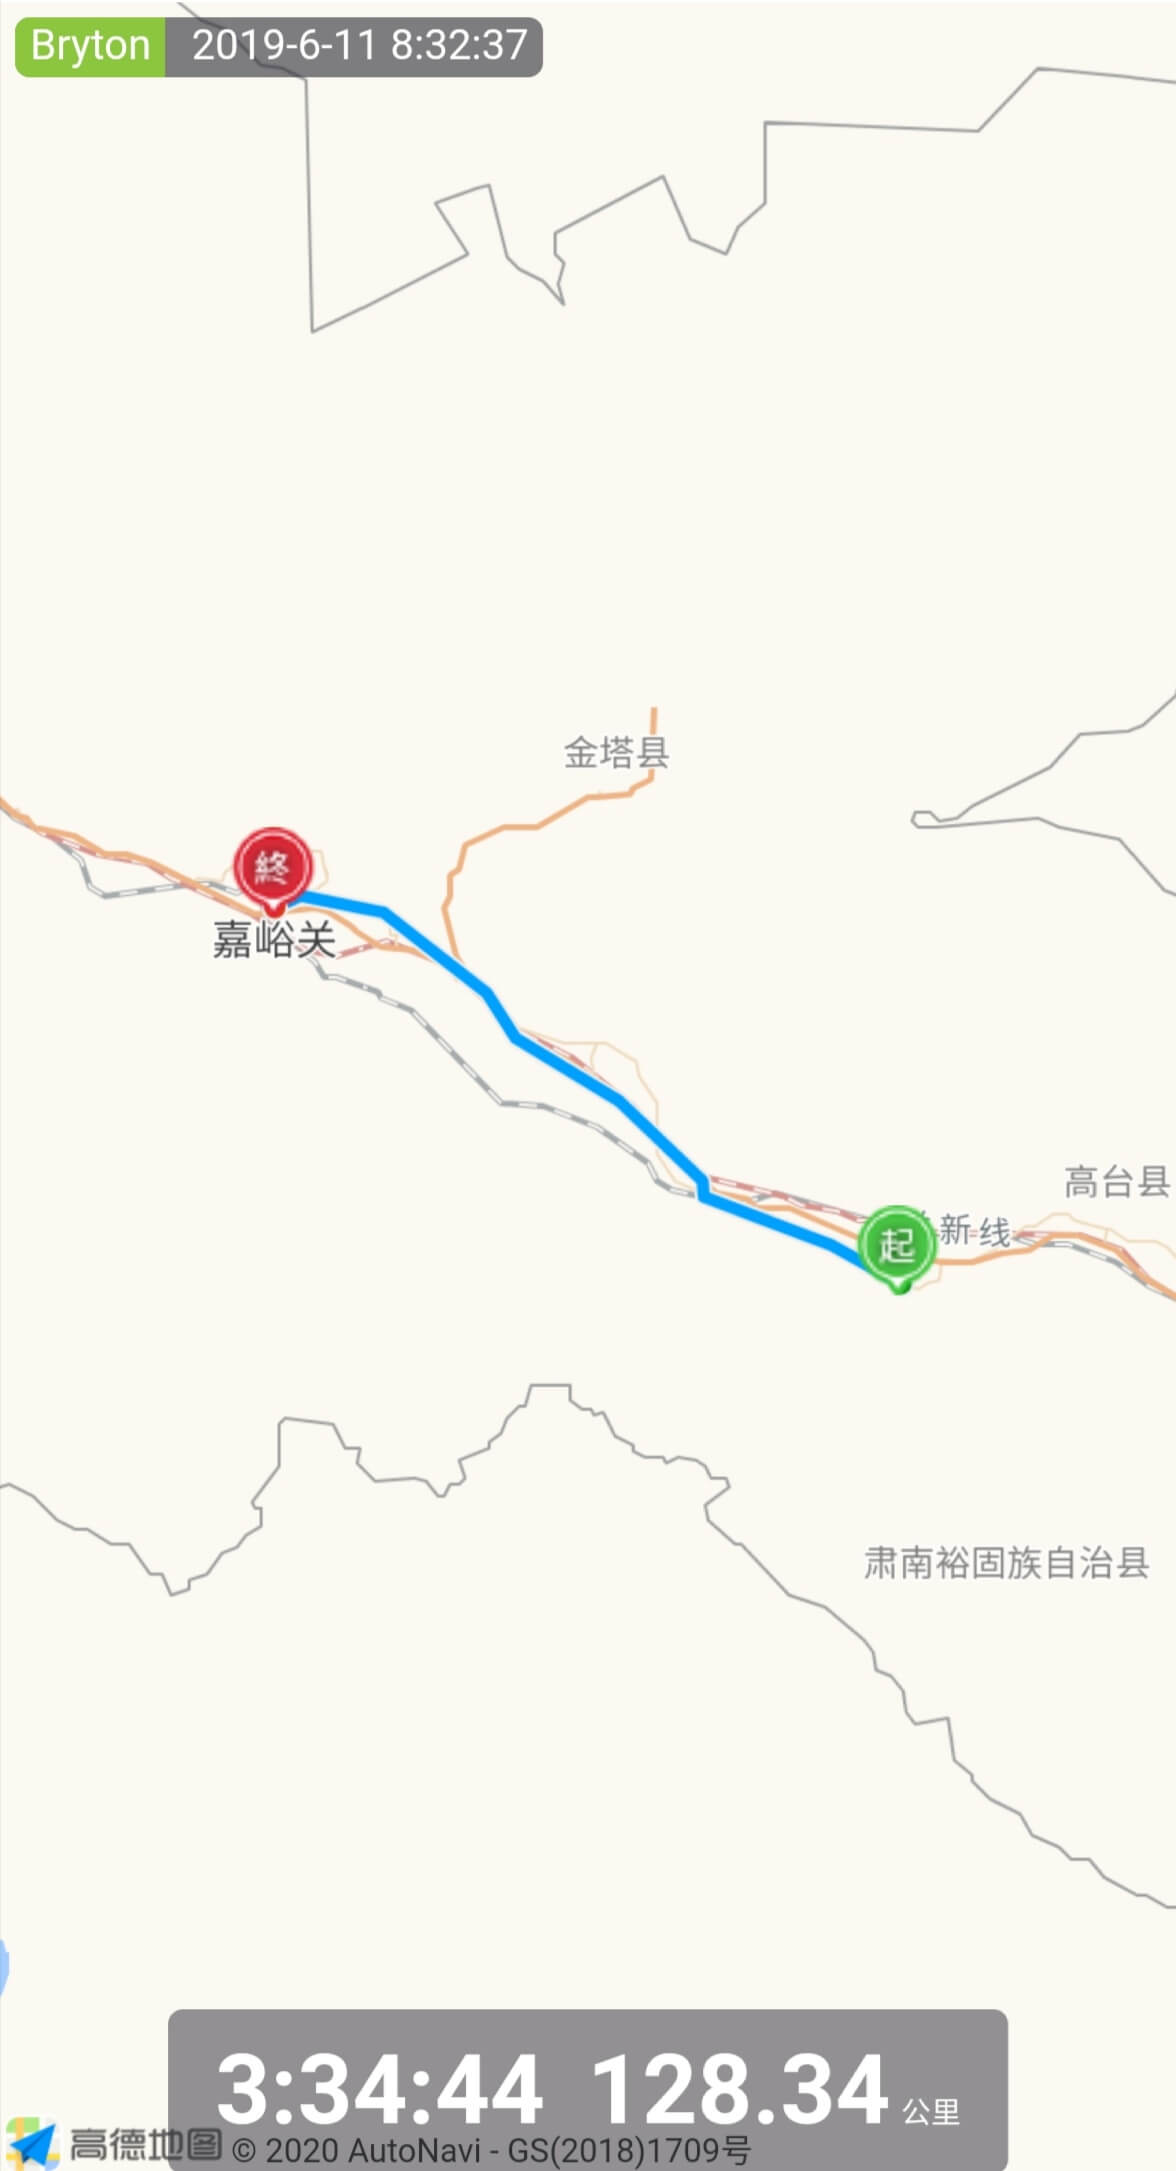 Bryton 2019-6-11 8:32:37
金塔县
終
嘉峪关
高台县
新线
起
肃南裕固族自治县
3:34:44 128.34 公里
高德地图 © 2020 AutoNavi - GS(2018)1709号